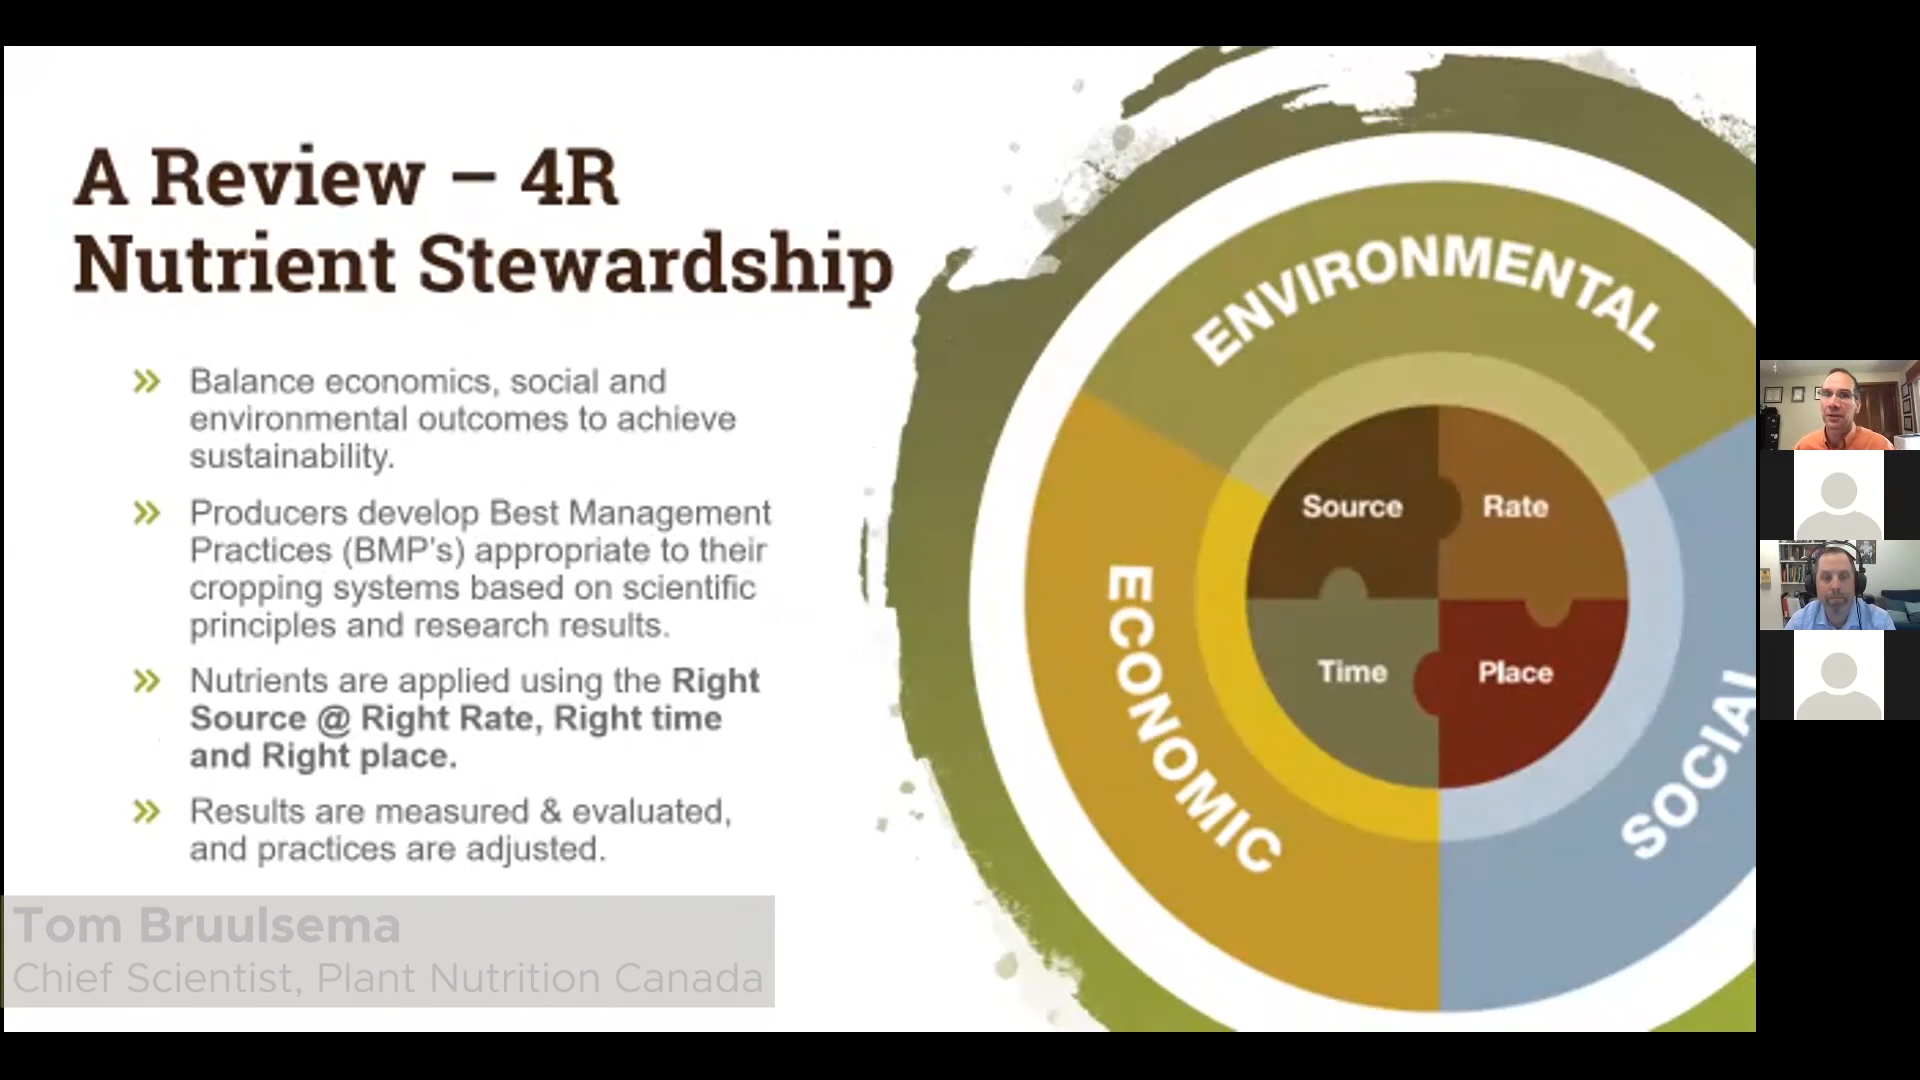 A Review – 4R
Nutrient Stewardship
» Balance economics, social and
environmental outcomes to achieve
sustainability.
» Producers develop Best Management
Practices (BMP's) appropriate to their
cropping systems based on scientific
principles and research results.
» Nutrients are applied using the Right
Source @ Right Rate, Right time
and Right place.
» Results are measured & evaluated,
and practices are adjusted.
Tom Bruulsema
Chief Scientist, Plant Nutrition Canada
ENVIRONMENTAL
ECONOMIC
SOCIAL
Source
Rate
Time
Place